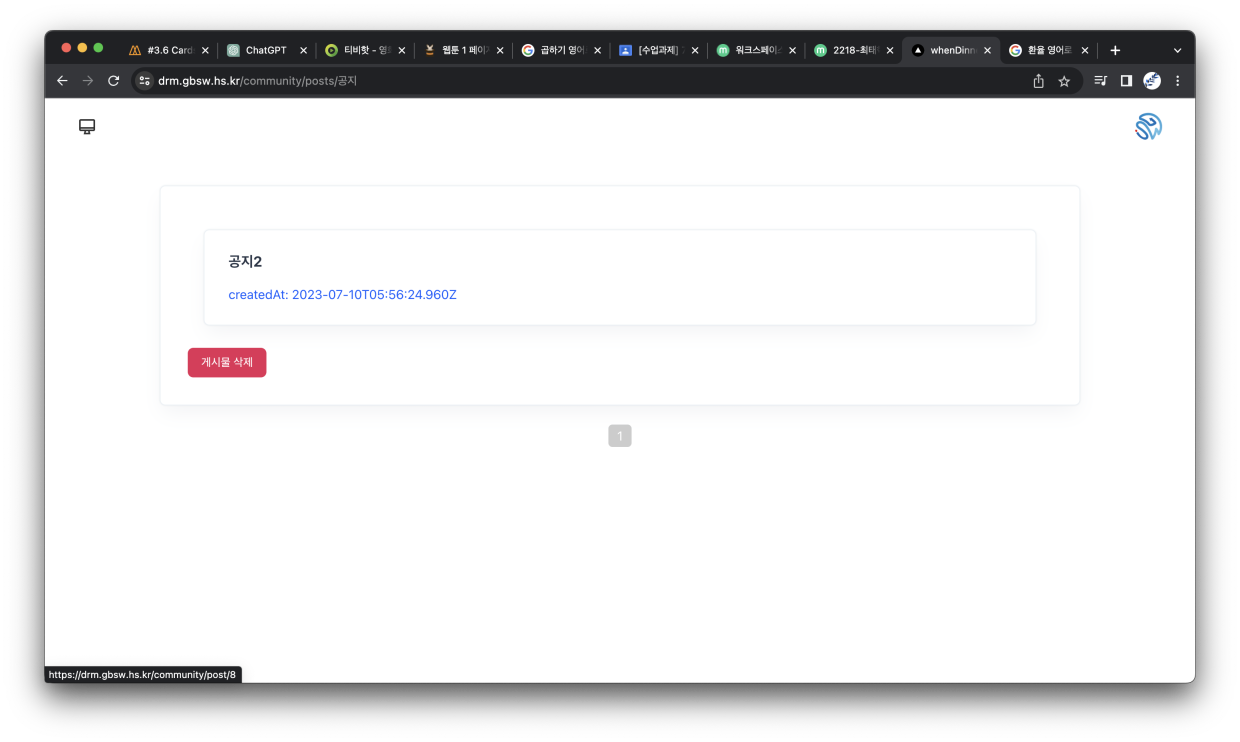 #3.6 Card
ChatGPT
티비핫 - 영
웹툰 1 페이지
곱하기 영어
[수업과제]
워크스페이스
2218-최태
whenDinn
환율 영어로
drm.gbsw.hs.kr/community/posts/공지
공지2
createdAt: 2023-07-10T05:56:24.960Z
게시물 삭제
1
https://drm.gbsw.hs.kr/community/post/8